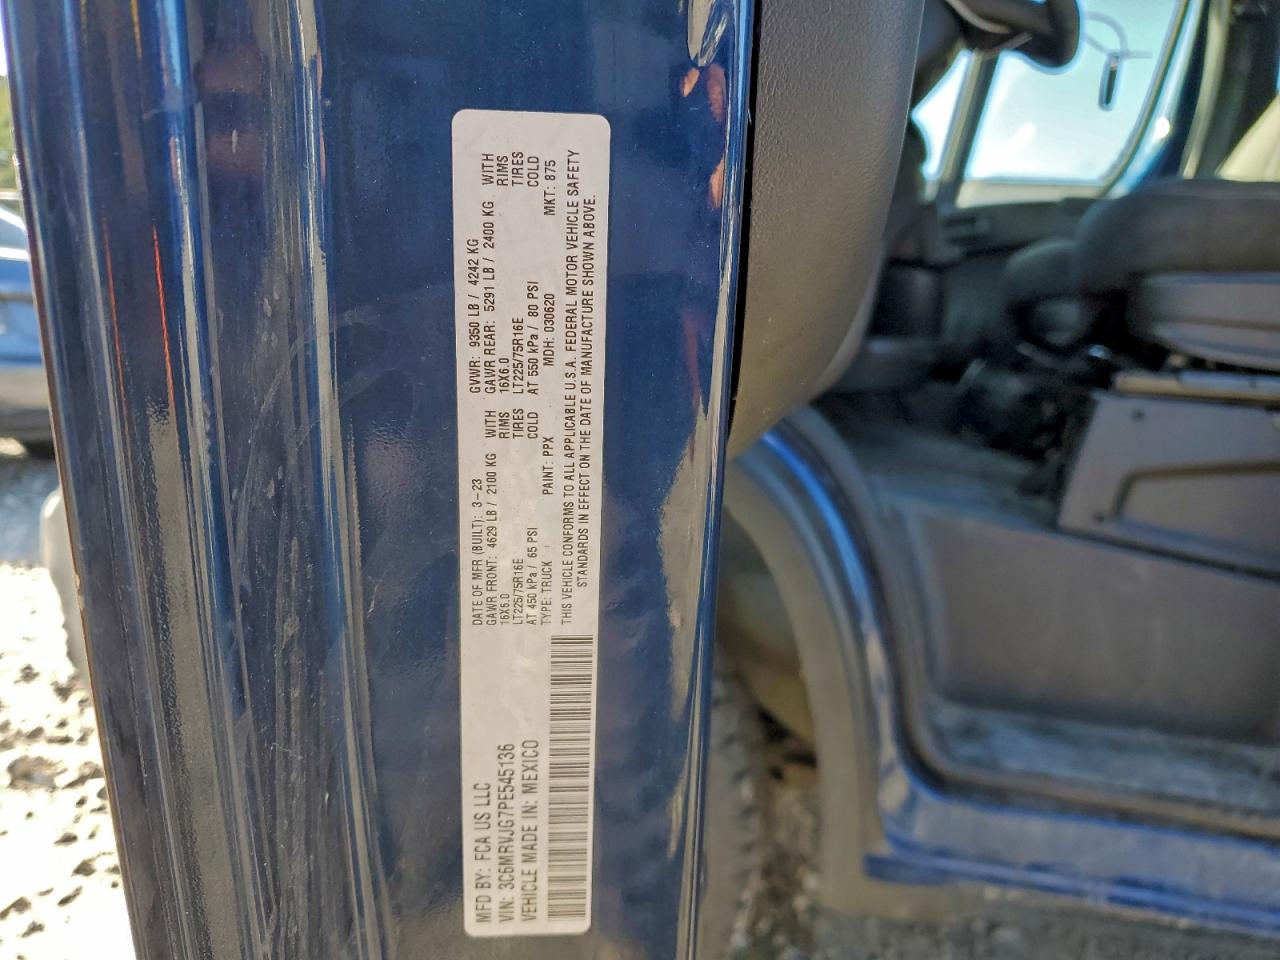 MFD BY: FCA US LLC
VIN: 3C6MRVJG7PE545136
VEHICLE MADE IN: MEXICO
DATE OF MFR (BUILT): 3-23 GVWR: 9350 LB / 4242 KG
GAWR FRONT: 4629 LB / 2100 KG WITH GAWR REAR: 5291 LB / 2400 KG WITH
16X6.0 RIMS 16X6.0 RIMS
LT225/75R16E TIRES LT225/75R16E TIRES
AT 450 kPa / 65 PSI COLD AT 550 kPa / 80 PSI COLD
TYPE: TRUCK PAINT: PPX MDH: 030620 MKT: 875
THIS VEHICLE CONFORMS TO ALL APPLICABLE U.S.A. FEDERAL MOTOR VEHICLE SAFETY
STANDARDS IN EFFECT ON THE DATE OF MANUFACTURE SHOWN ABOVE.